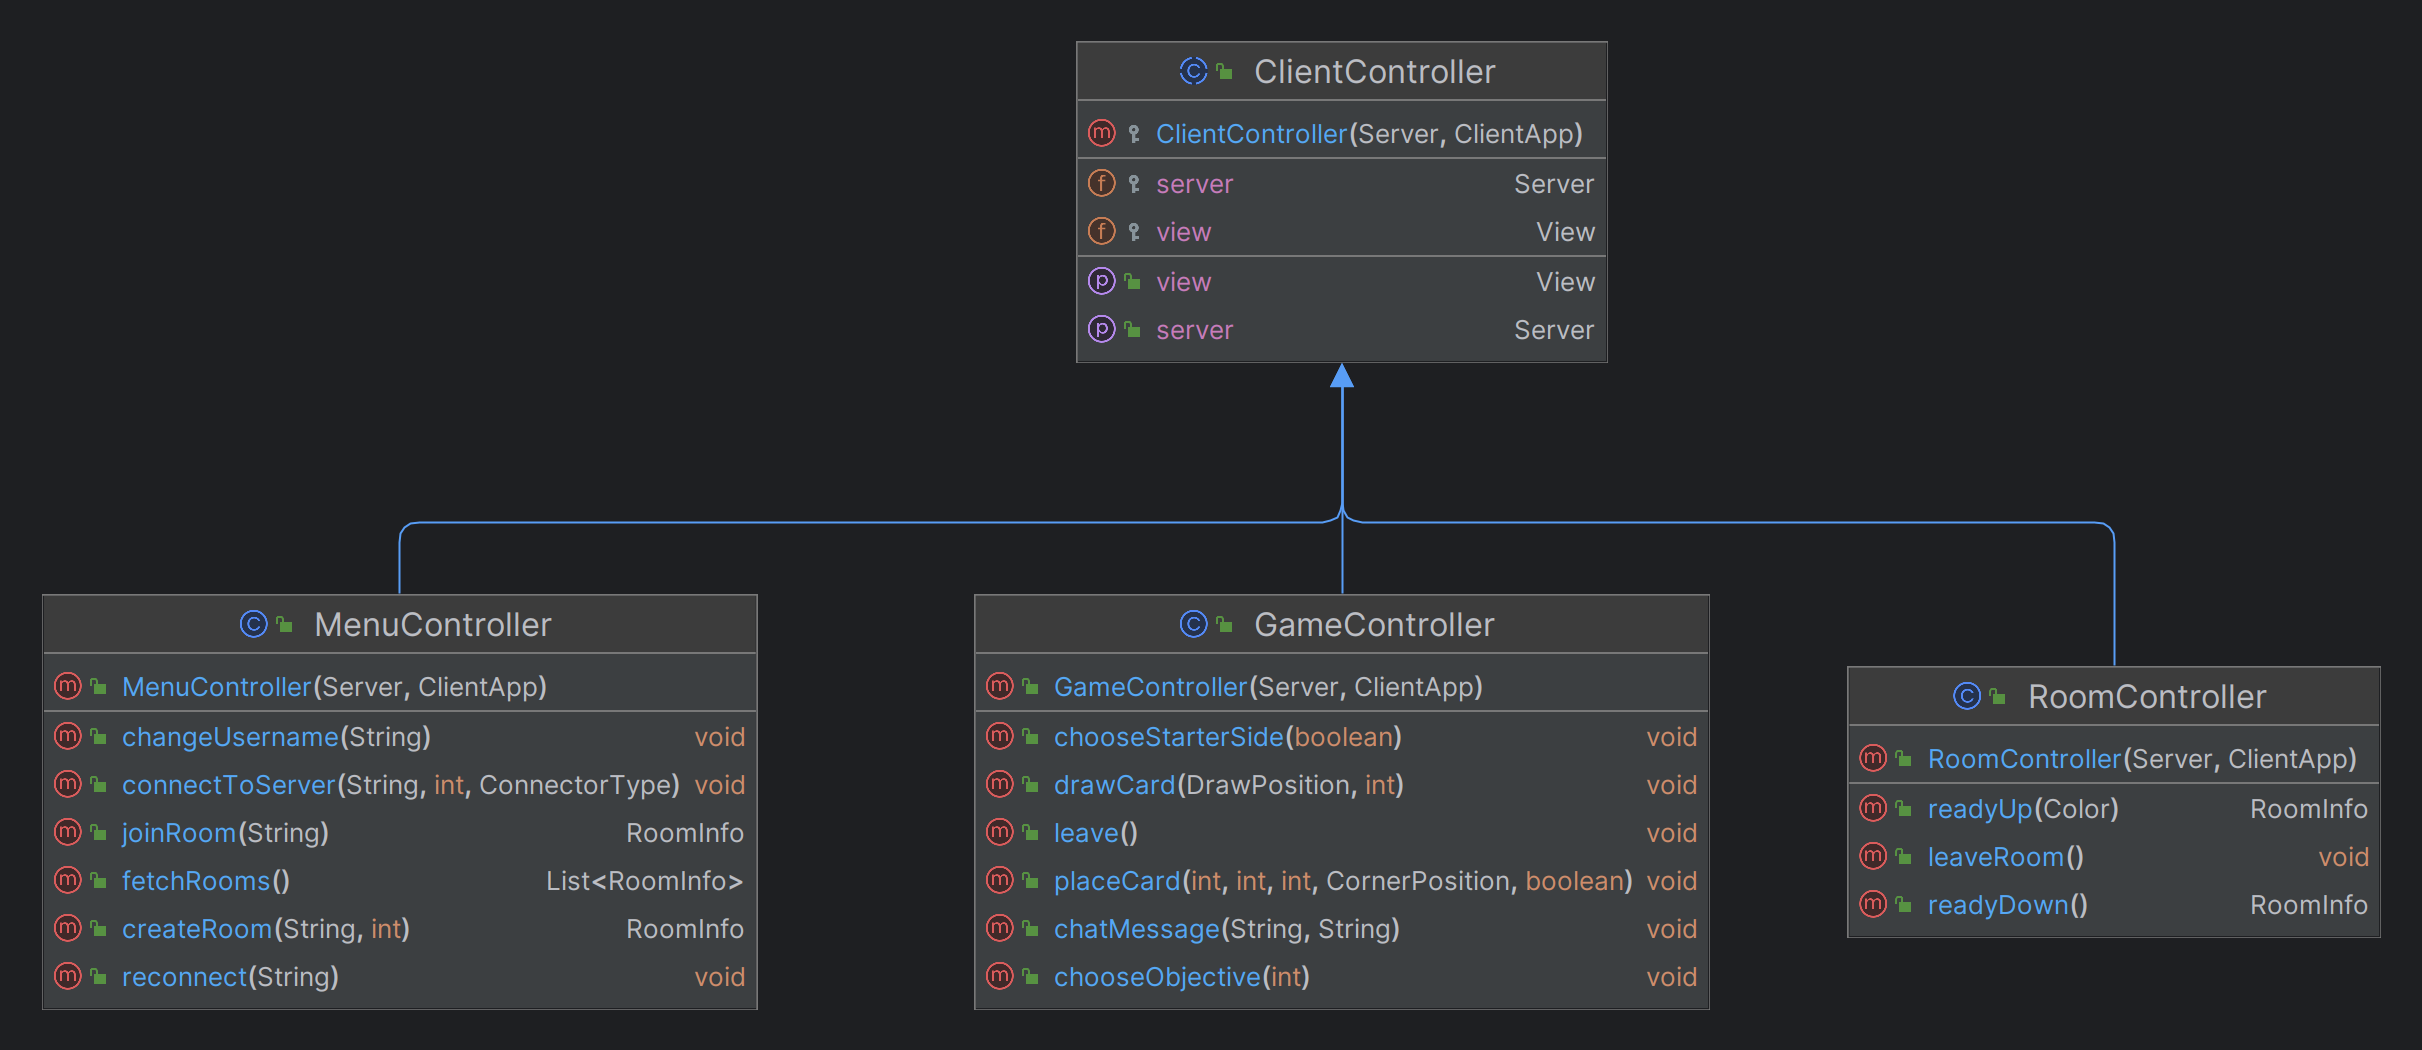 ClientController
ClientController(Server, ClientApp)
server Server
view View
view View
server Server
MenuController
MenuController(Server, ClientApp)
changeUsername(String) void
connectToServer(String, int, ConnectorType) void
joinRoom(String) RoomInfo
fetchRooms() List<RoomInfo>
createRoom(String, int) RoomInfo
reconnect(String) void
GameController
GameController(Server, ClientApp)
chooseStarterSide(boolean) void
drawCard(DrawPosition, int) void
leave() void
placeCard(int, int, int, CornerPosition, boolean) void
chatMessage(String, String) void
chooseObjective(int) void
RoomController
RoomController(Server, ClientApp)
readyUp(Color) RoomInfo
leaveRoom() void
readyDown() RoomInfo